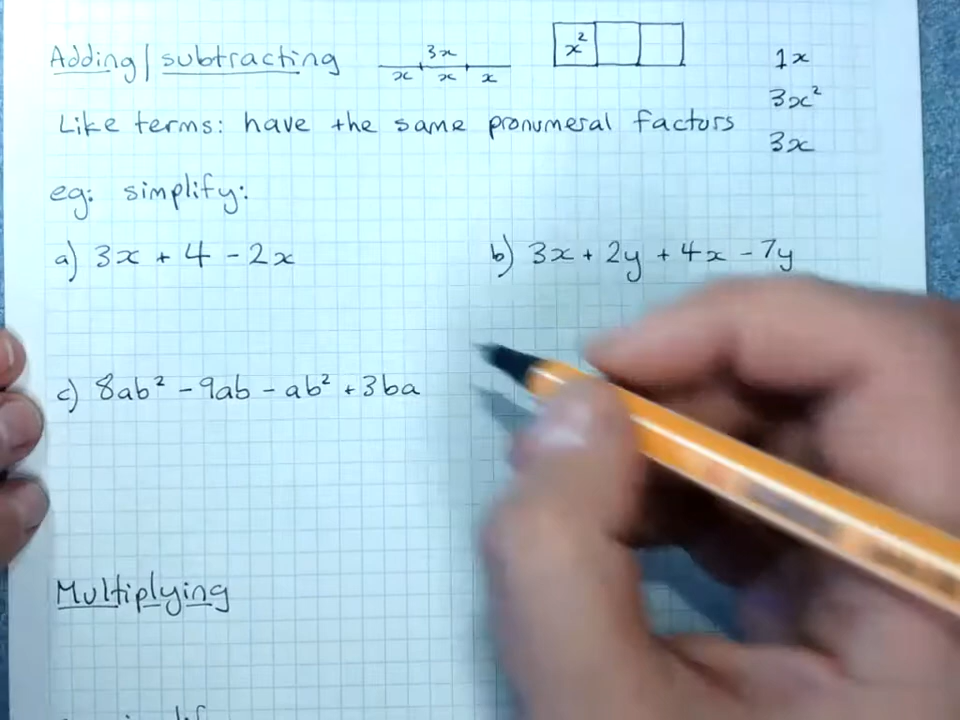 Adding / subtracting
3x
x x x
x²
1x
3x²
3x
Like terms: have the same pronumeral factors
eg: simplify:
a) 3x + 4 - 2x
b) 3x + 2y + 4x - 7y
c) 8ab² - 9ab - ab² + 3ba
Multiplying